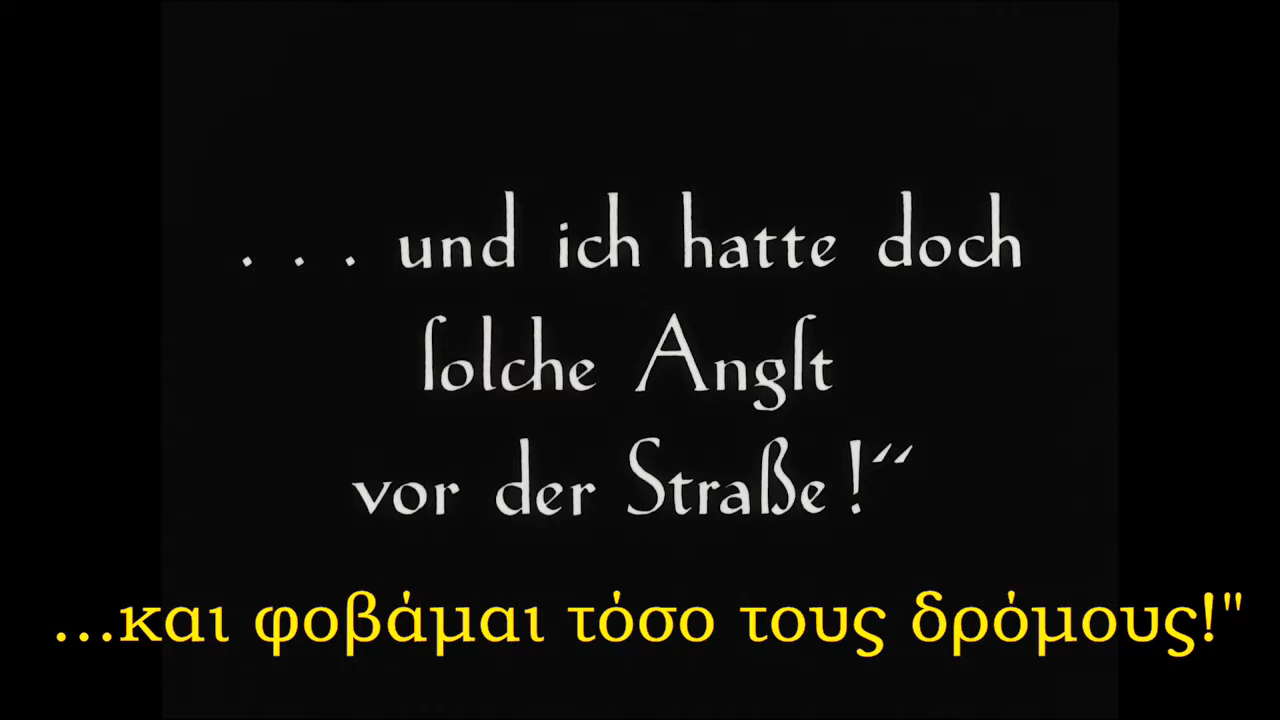 . . . und ich hatte doch
ſolche Angſt
vor der Straße!“
...και φοβάμαι τόσο τους δρόμους!"